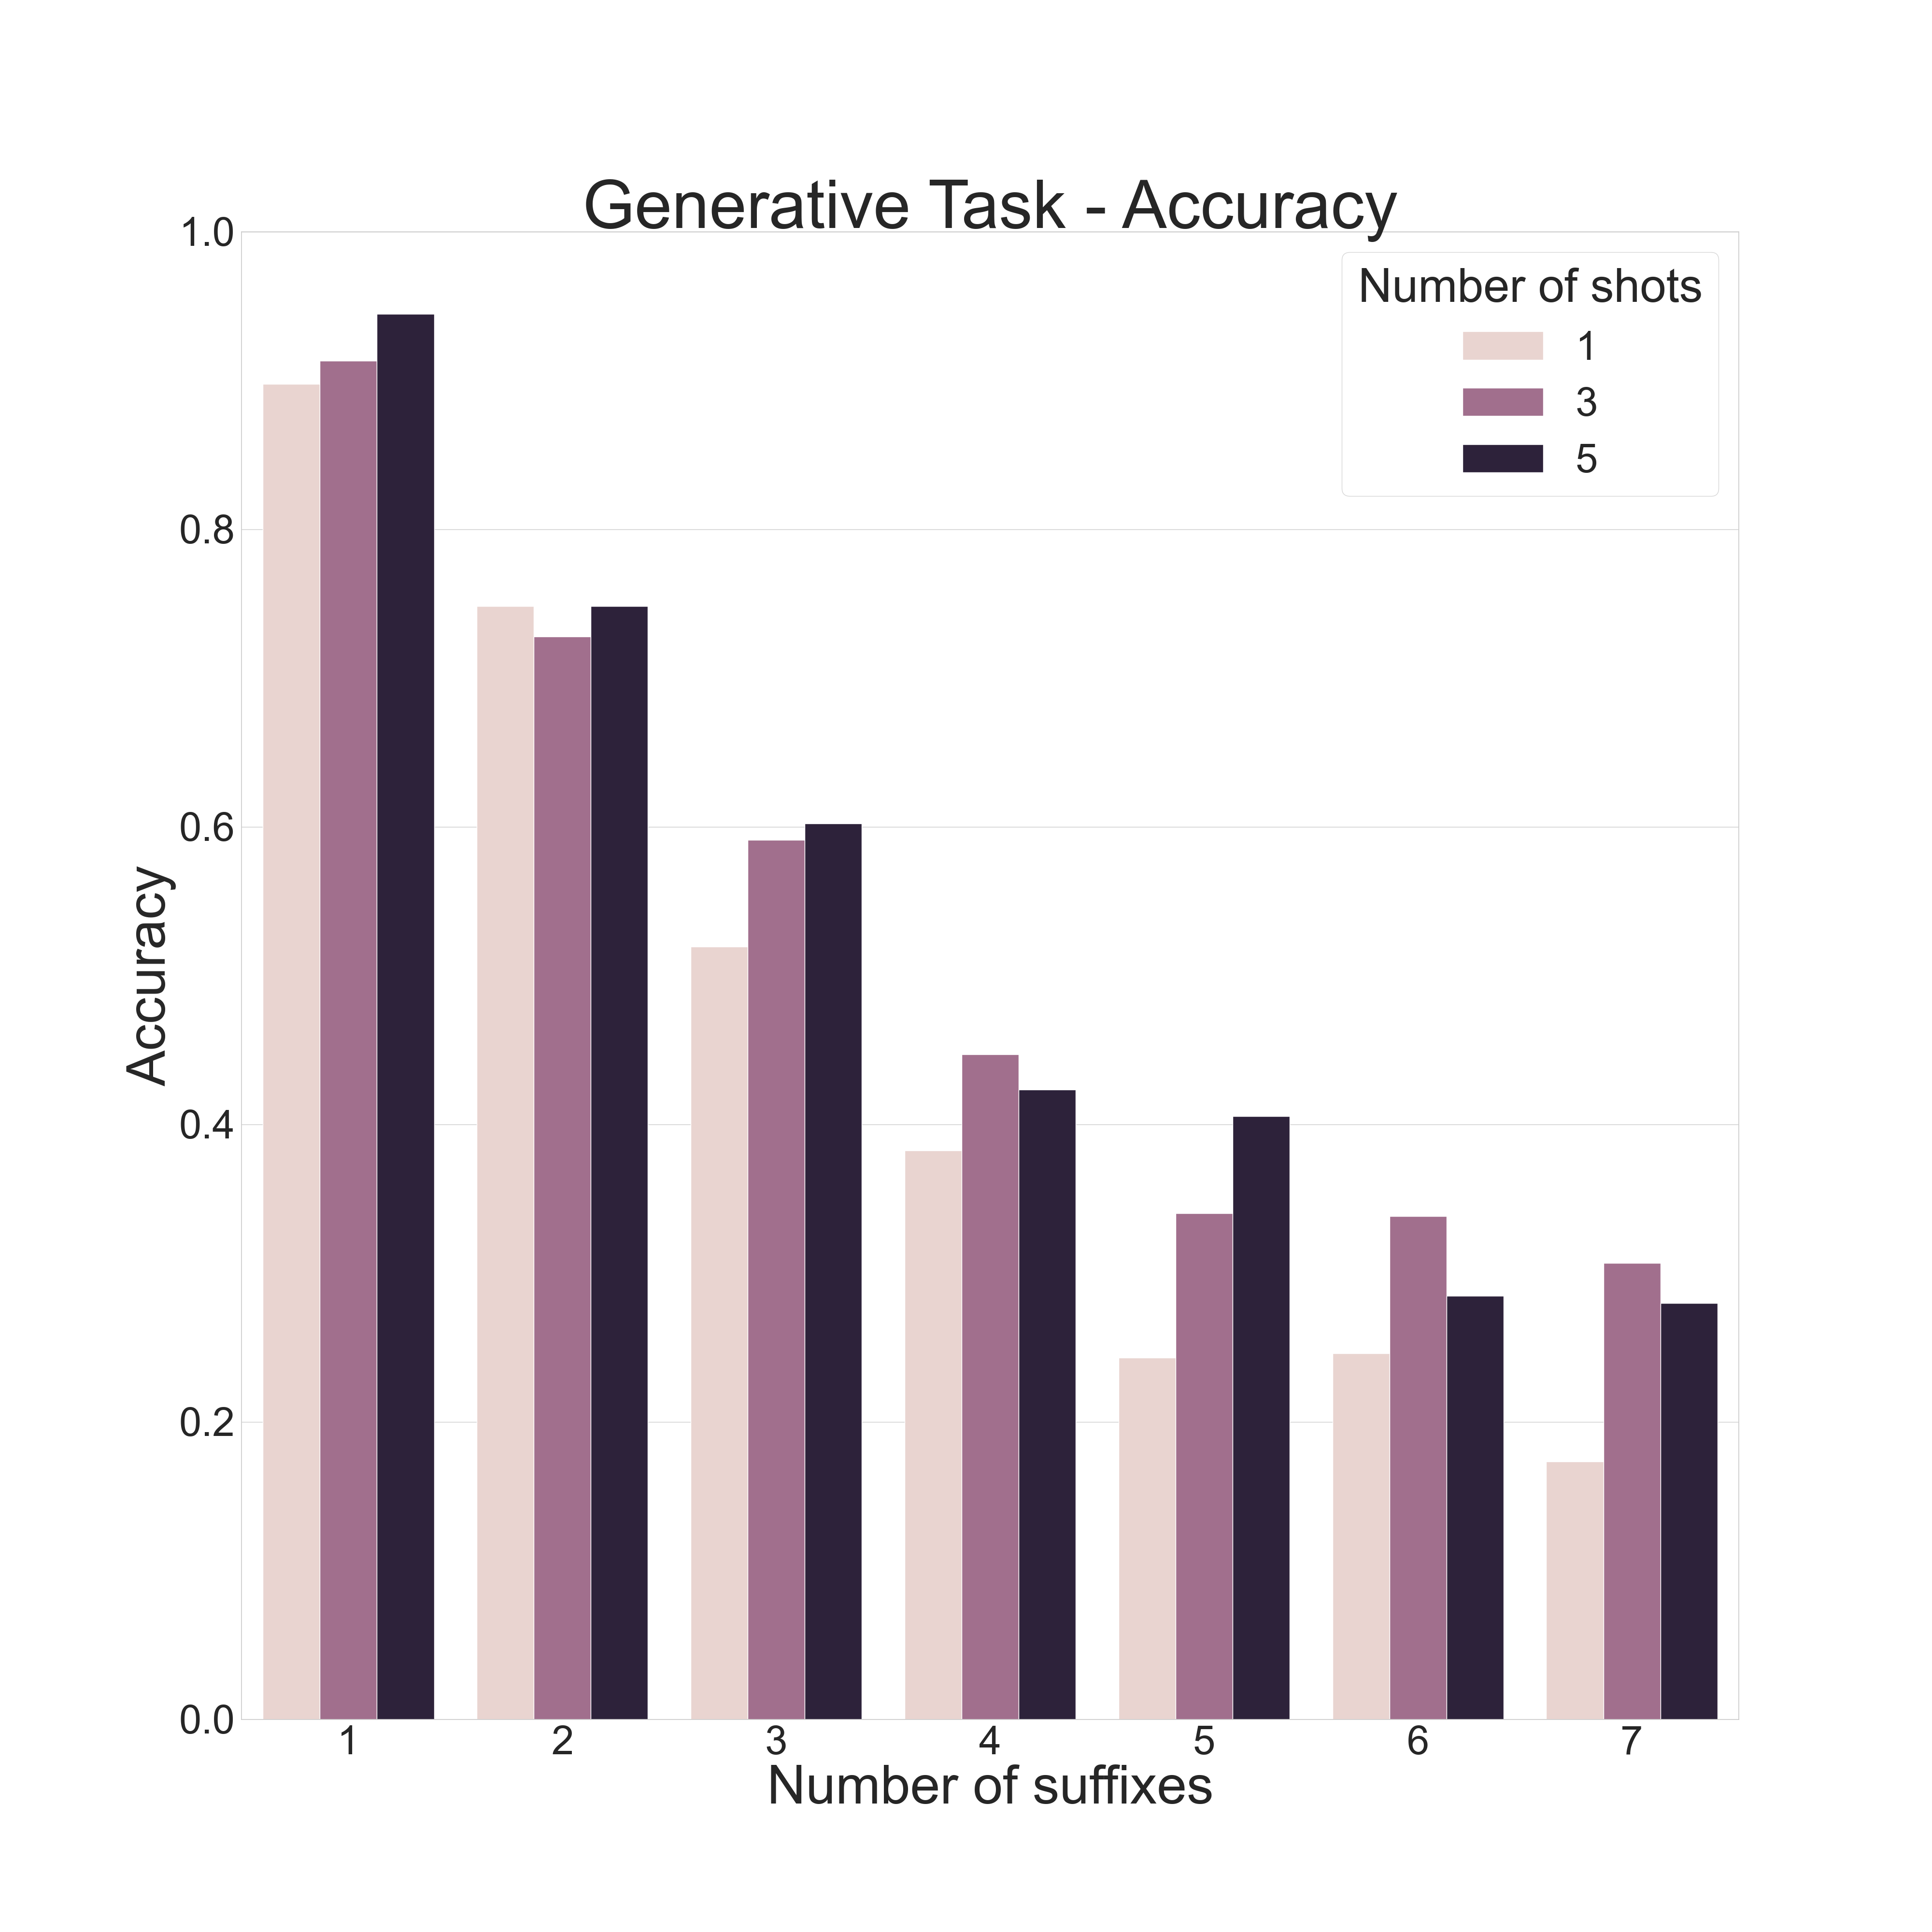 Generative Task - Accuracy
Number of shots
1
3
5
1.0
0.8
0.6
0.4
0.2
0.0
Accuracy
1 2 3 4 5 6 7
Number of suffixes